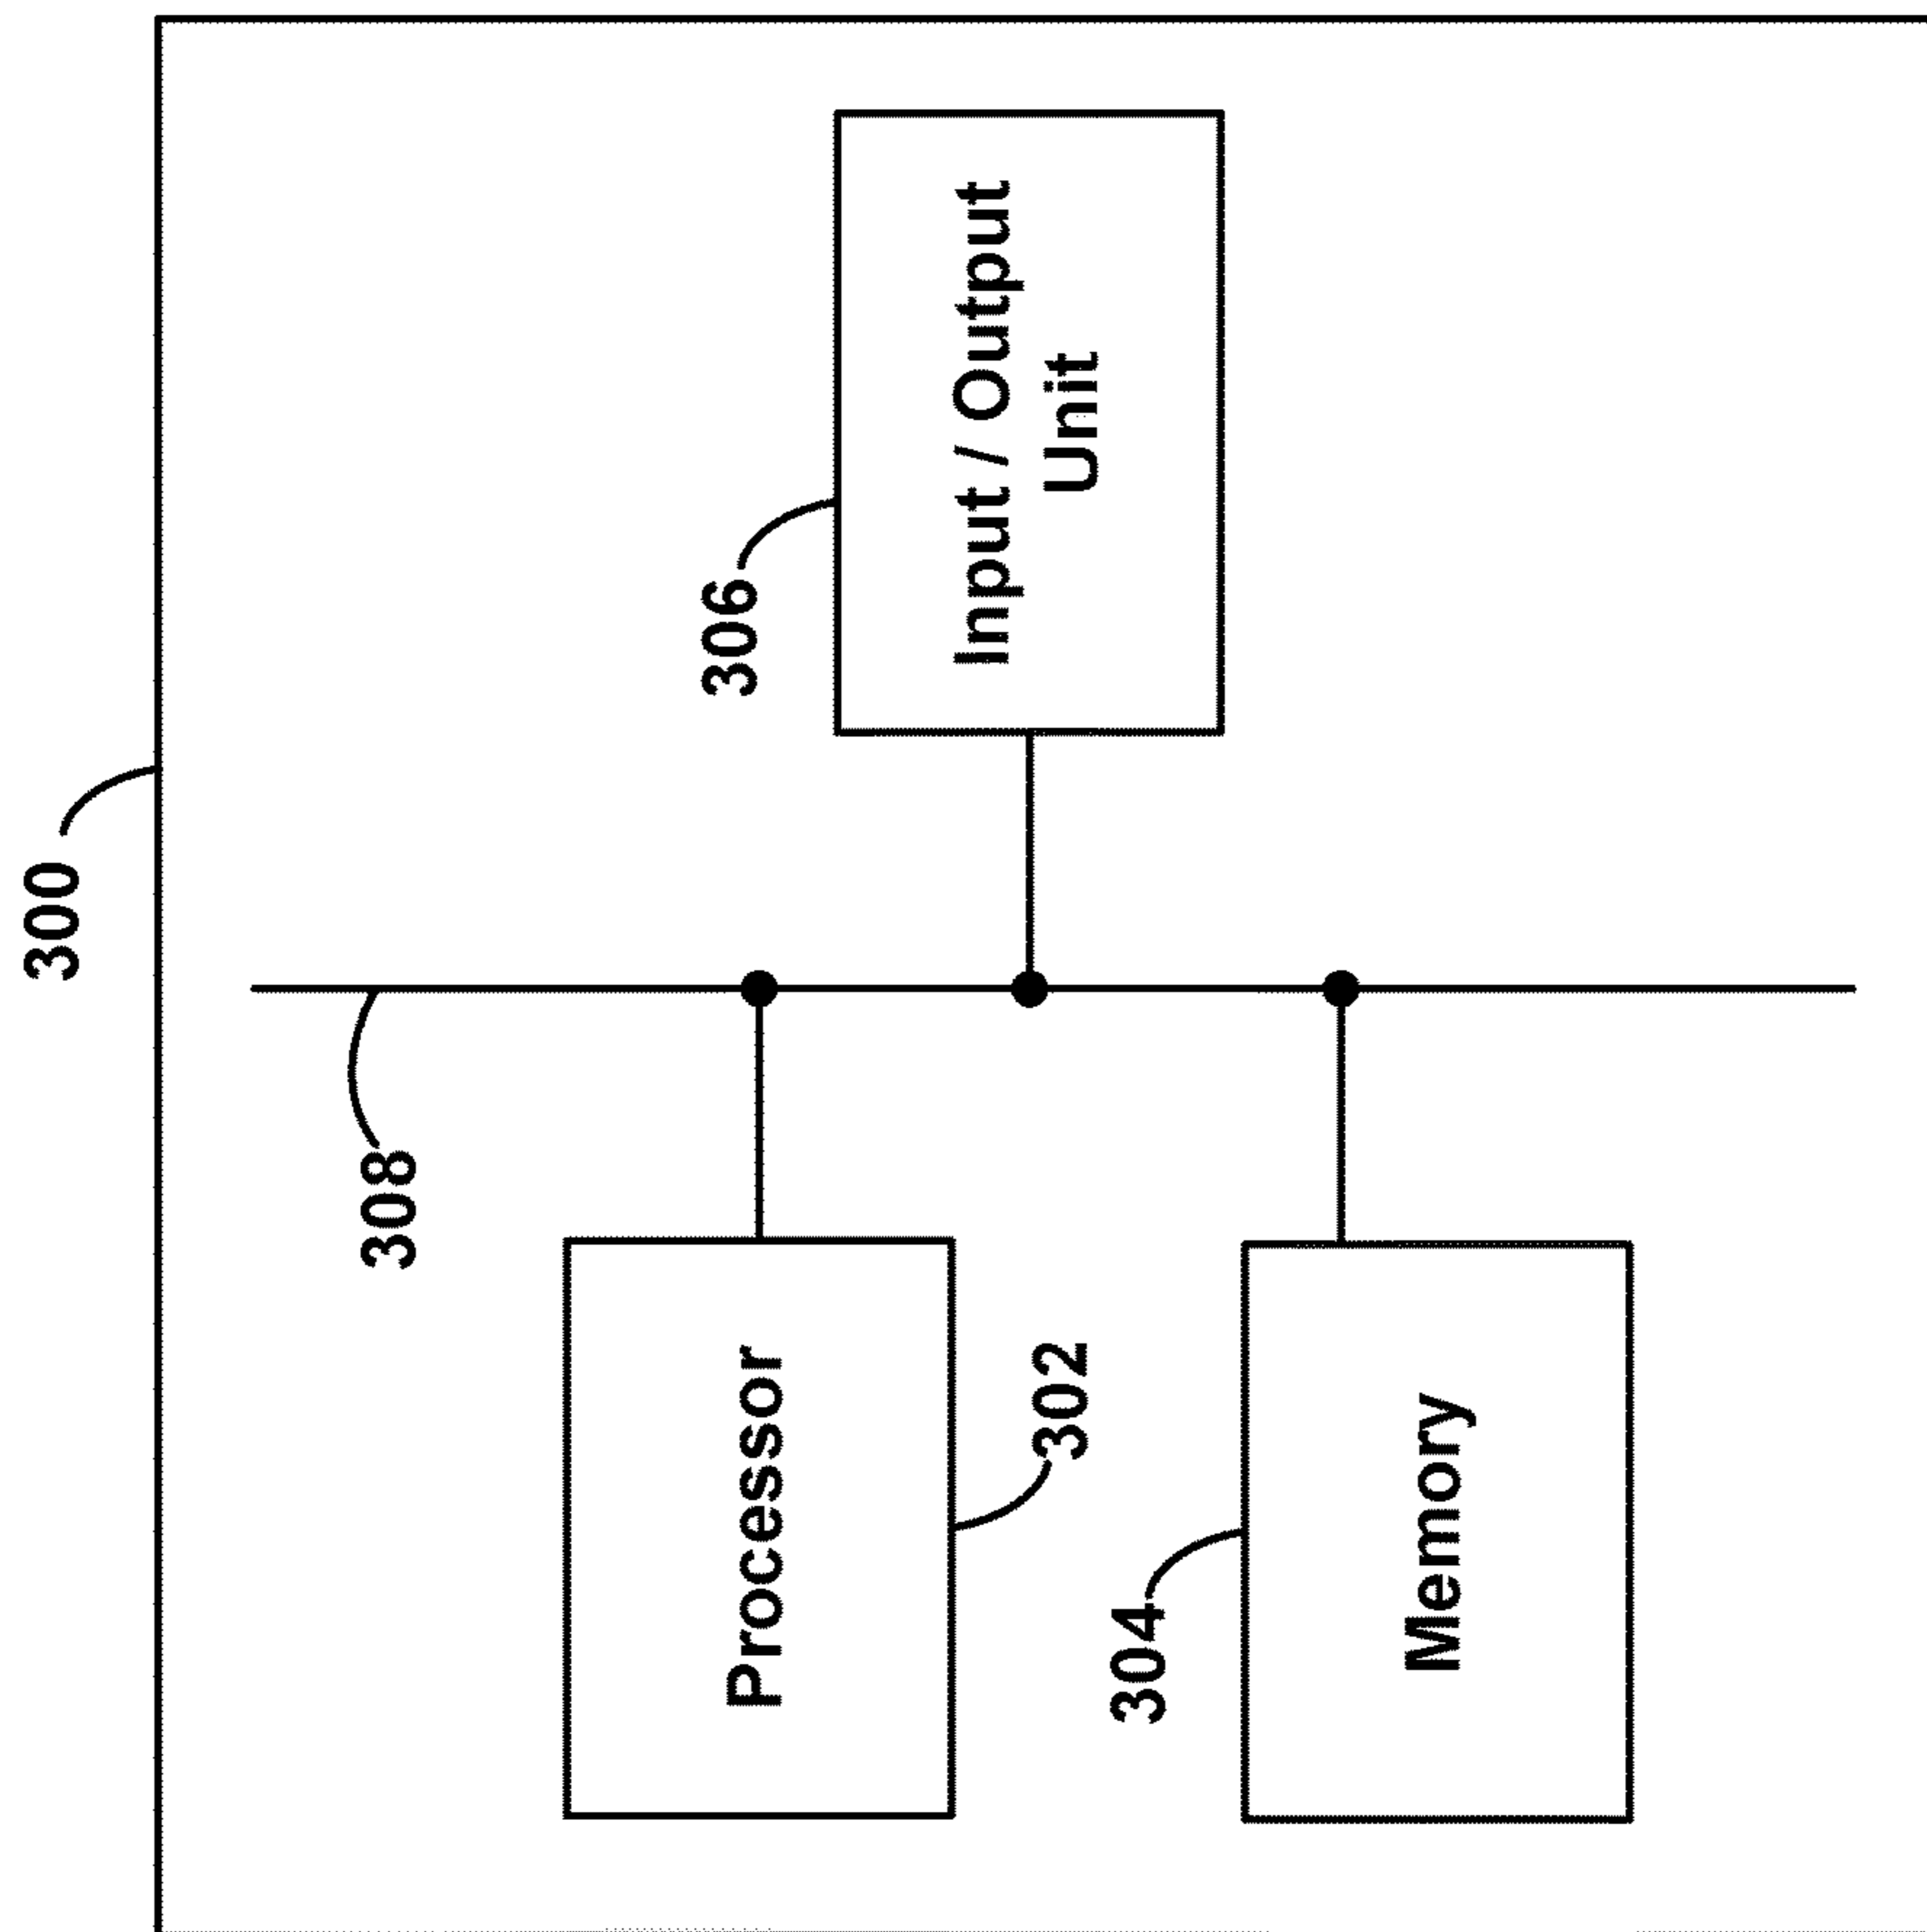 300
306
Input / Output
Unit
308
Processor
302
304
Memory